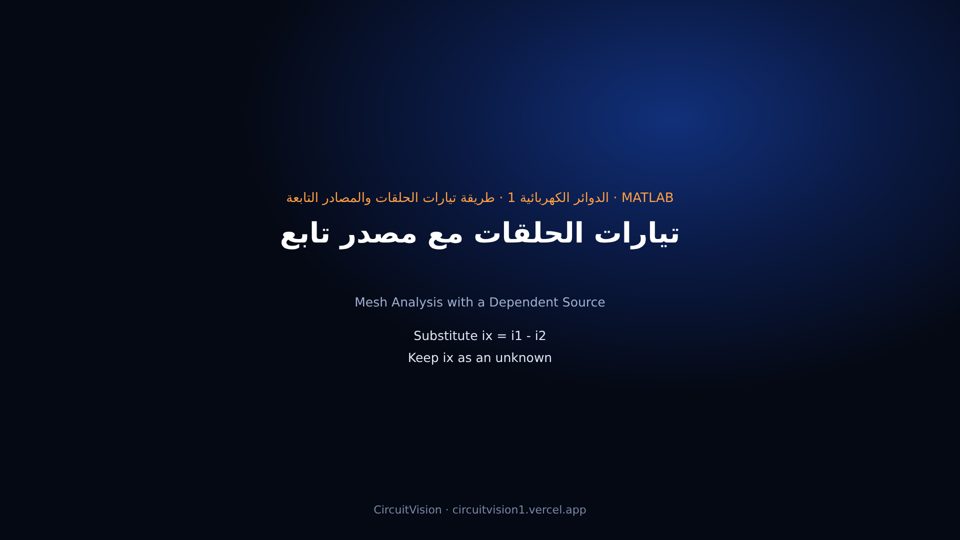 MATLAB · الدوائر الكهربائية 1 · طريقة تيارات الحلقات والمصادر التابعة
تيارات الحلقات مع مصدر تابع
Mesh Analysis with a Dependent Source
Substitute ix = i1 - i2
Keep ix as an unknown
CircuitVision · circuitvision1.vercel.app